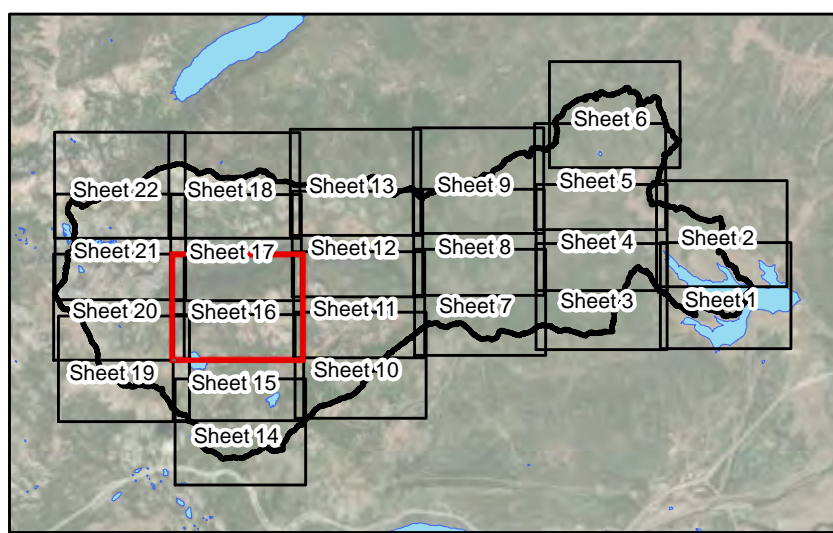 Sheet 6
Sheet 22
Sheet 18
Sheet 13
Sheet 9
Sheet 5
Sheet 21
Sheet 17
Sheet 12
Sheet 8
Sheet 4
Sheet 2
Sheet 20
Sheet 16
Sheet 11
Sheet 7
Sheet 3
Sheet 1
Sheet 19
Sheet 15
Sheet 10
Sheet 14